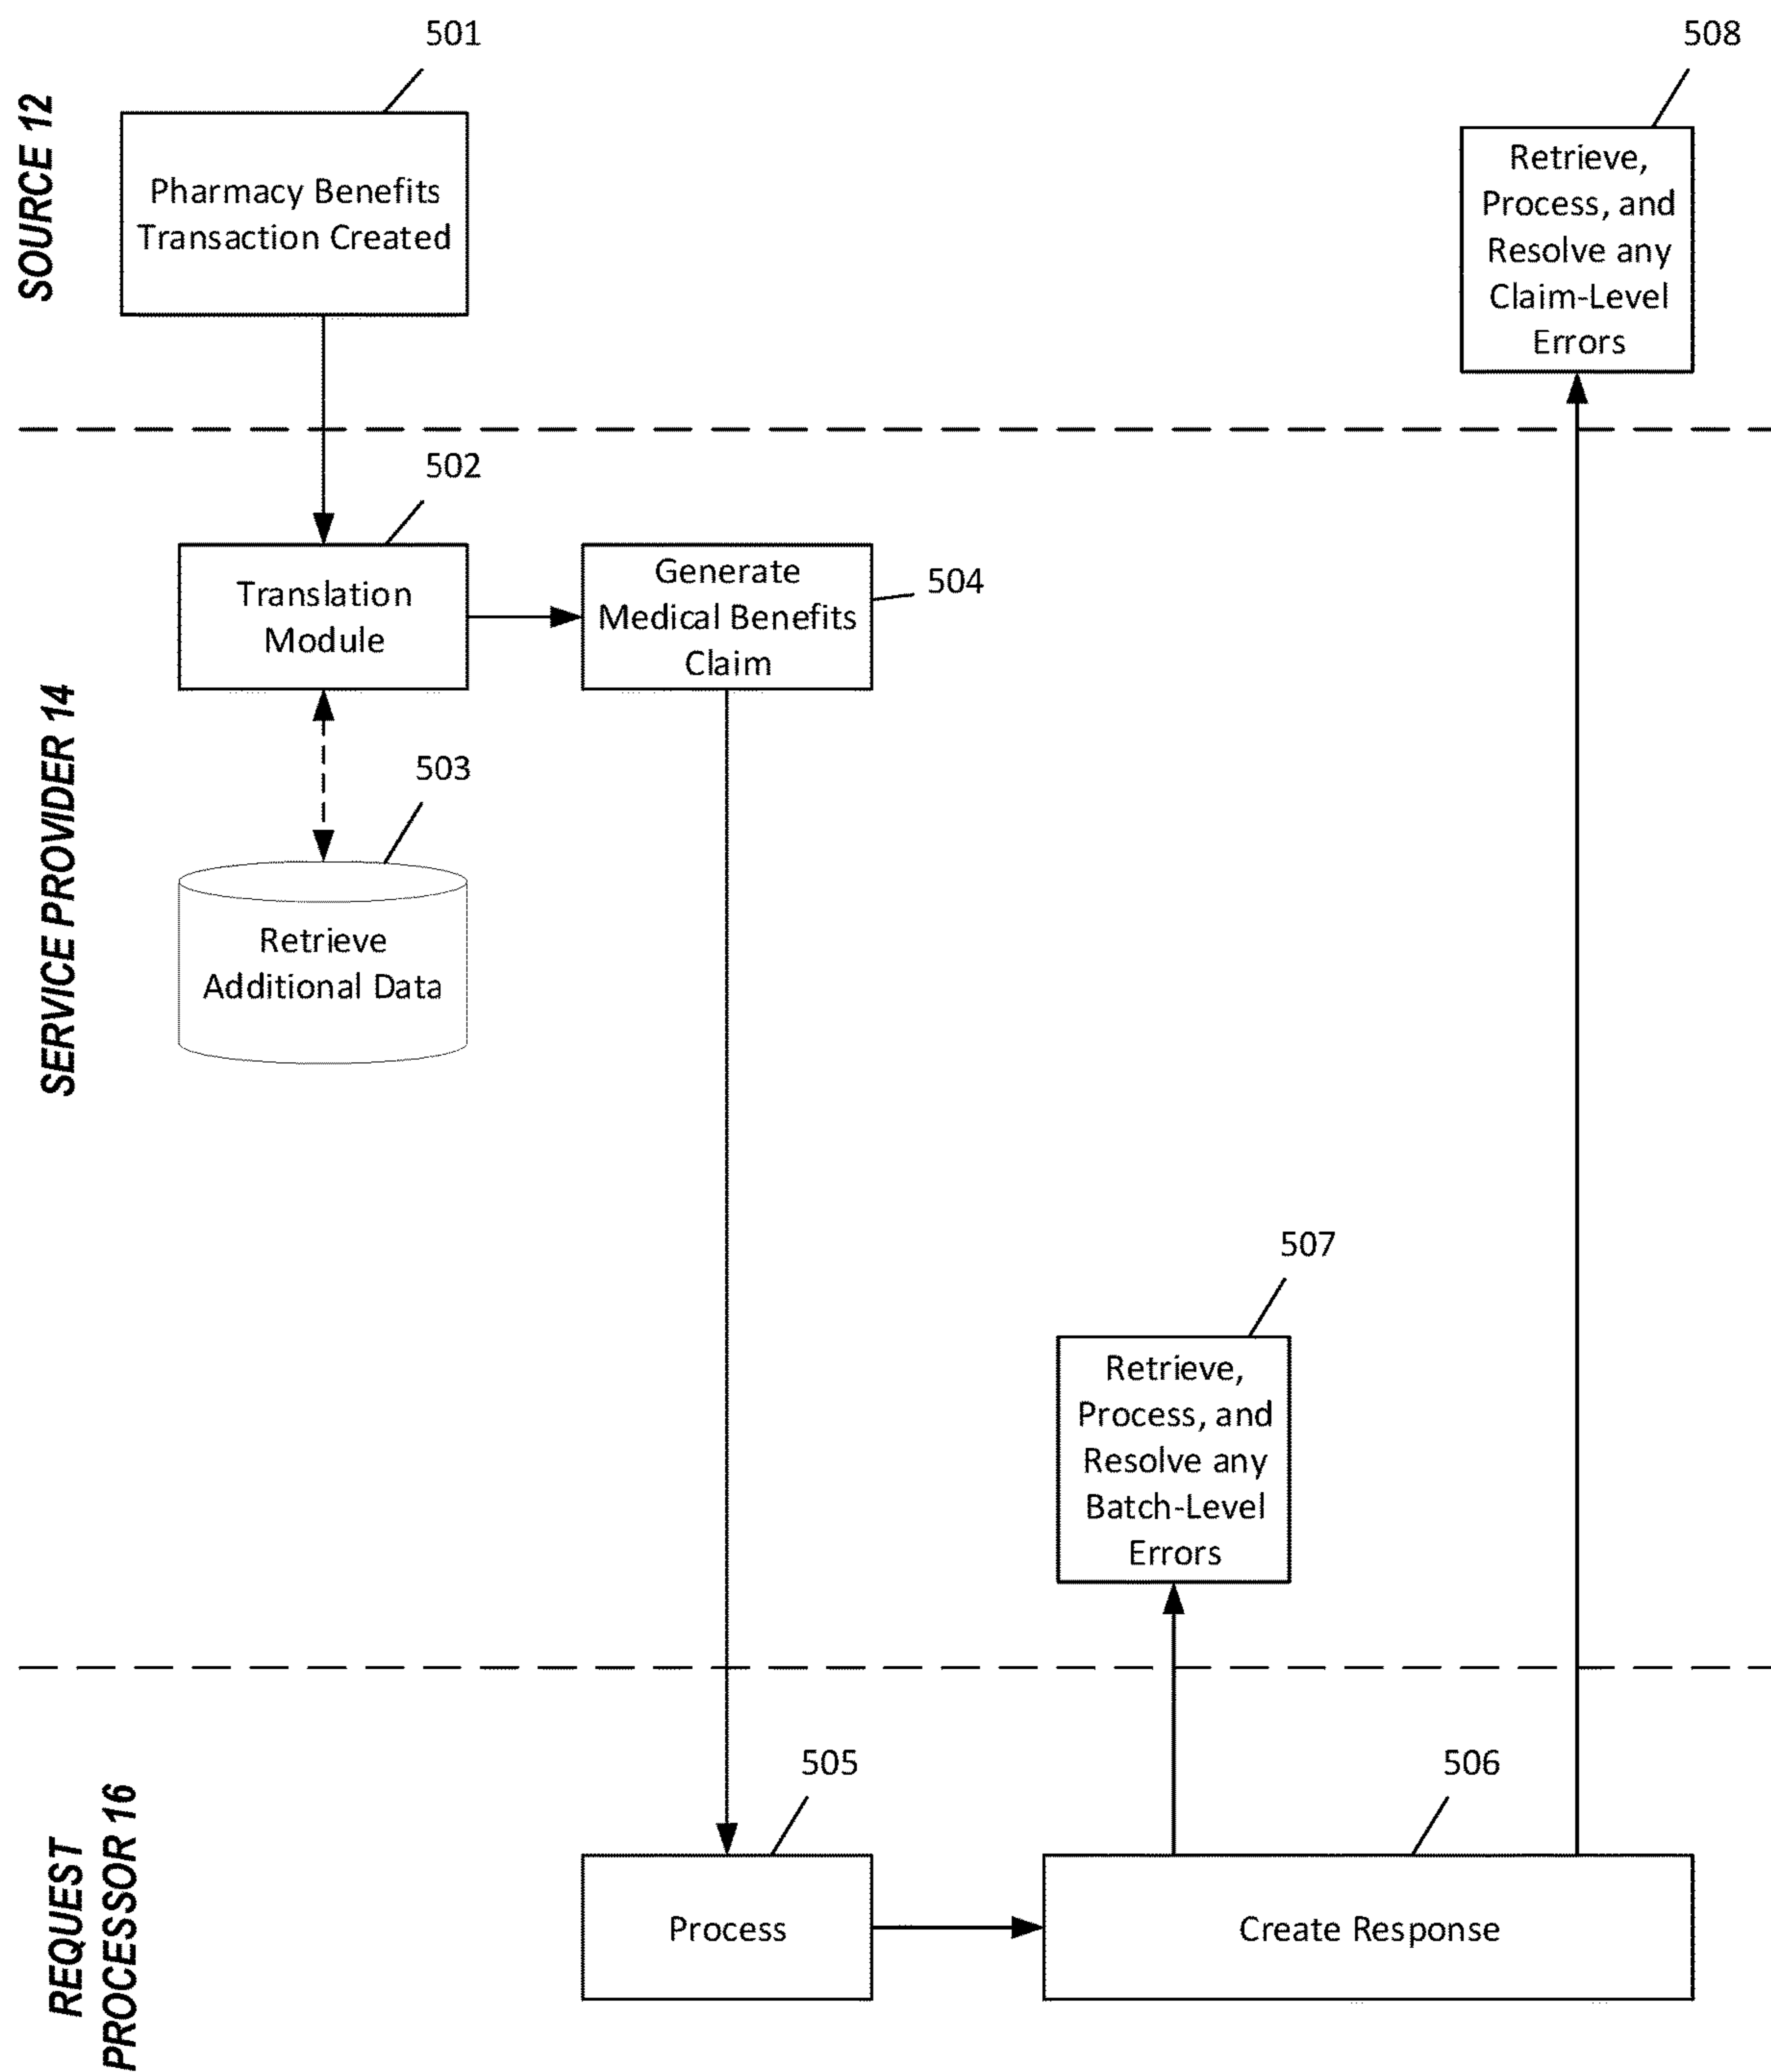 501
508
SOURCE 12
Pharmacy Benefits
Transaction Created
Retrieve,
Process, and
Resolve any
Claim-Level
Errors
502
504
SERVICE PROVIDER 14
Translation
Module
Generate
Medical Benefits
Claim
503
Retrieve
Additional Data
507
Retrieve,
Process, and
Resolve any
Batch-Level
Errors
505
506
REQUEST
PROCESSOR 16
Process
Create Response